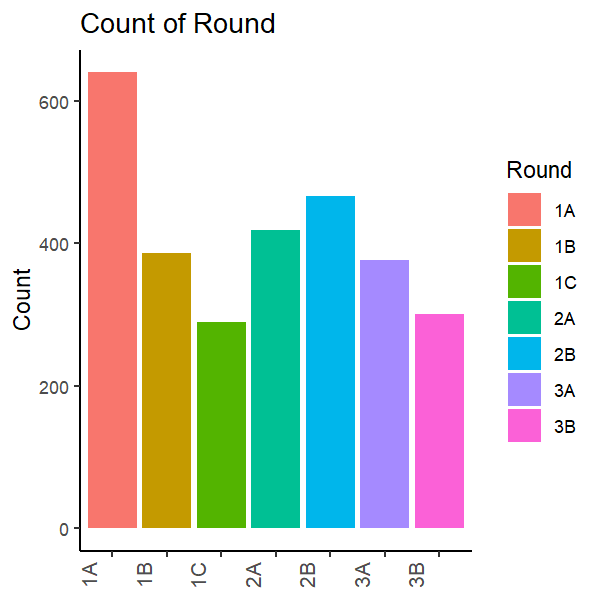 Count of Round
Count
600
400
200
0
1A 1B 1C 2A 2B 3A 3B
Round
1A
1B
1C
2A
2B
3A
3B